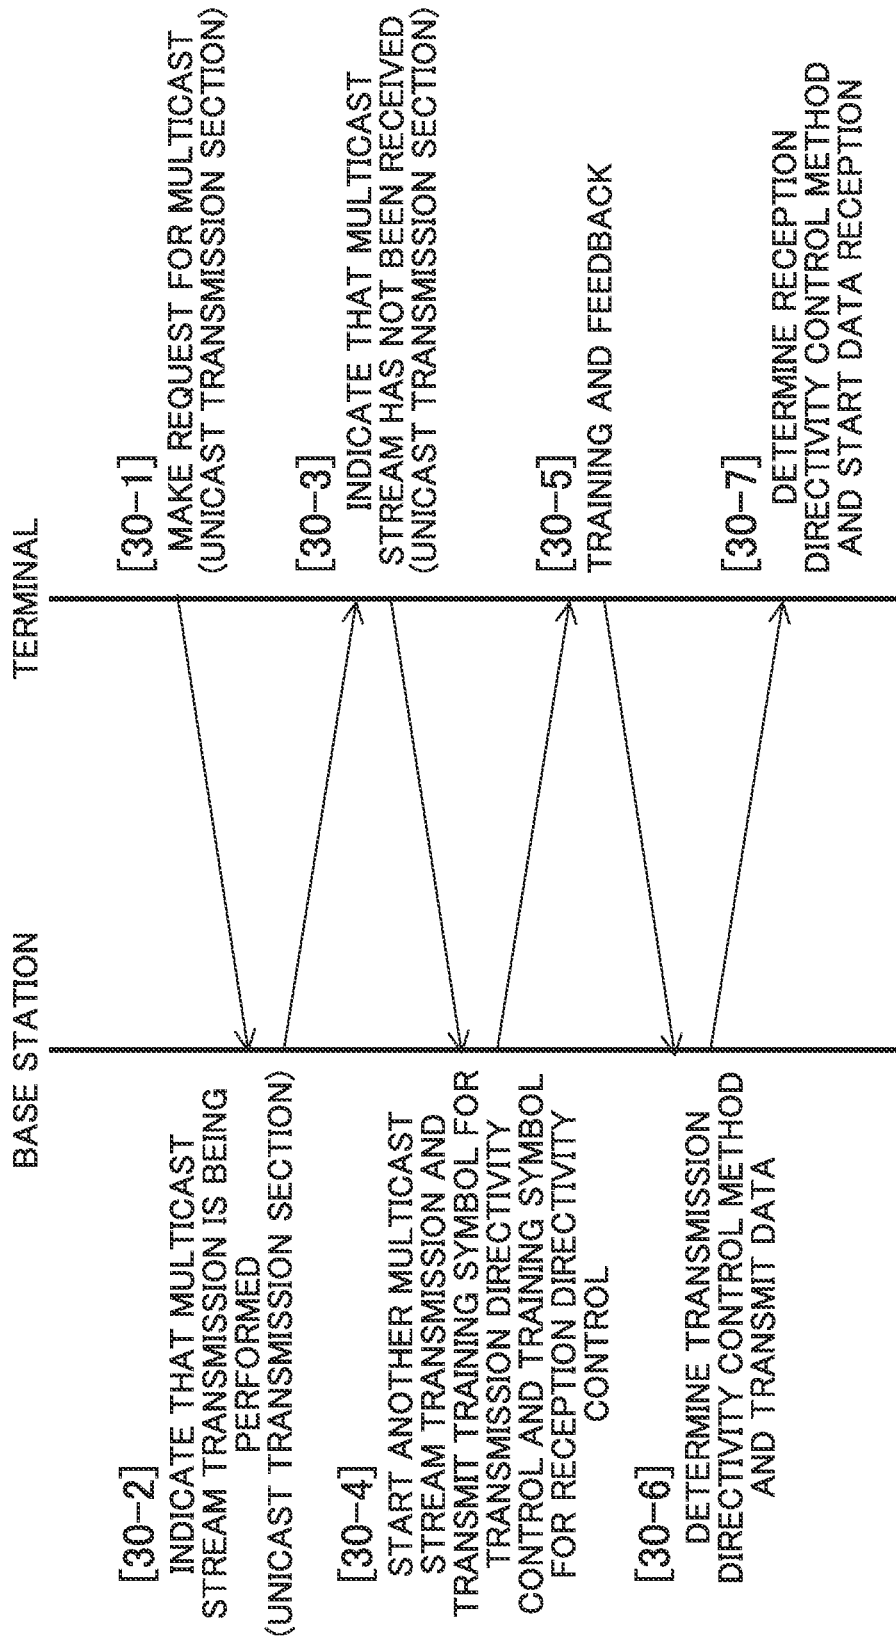 BASE STATION
TERMINAL
[30-1]
MAKE REQUEST FOR MULTICAST
(UNICAST TRANSMISSION SECTION)
[30-2]
INDICATE THAT MULTICAST
STREAM TRANSMISSION IS BEING
PERFORMED
(UNICAST TRANSMISSION SECTION)
[30-3]
INDICATE THAT MULTICAST
STREAM HAS NOT BEEN RECEIVED
(UNICAST TRANSMISSION SECTION)
[30-4]
START ANOTHER MULTICAST
STREAM TRANSMISSION AND
TRANSMIT TRAINING SYMBOL FOR
TRANSMISSION DIRECTIVITY
CONTROL AND TRAINING SYMBOL
FOR RECEPTION DIRECTIVITY
CONTROL
[30-5]
TRAINING AND FEEDBACK
[30-6]
DETERMINE TRANSMISSION
DIRECTIVITY CONTROL METHOD
AND TRANSMIT DATA
[30-7]
DETERMINE RECEPTION
DIRECTIVITY CONTROL METHOD
AND START DATA RECEPTION